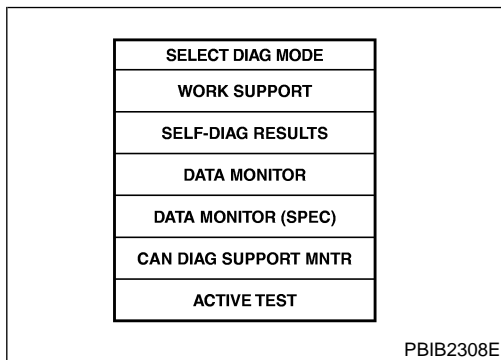 SELECT DIAG MODE
WORK SUPPORT
SELF-DIAG RESULTS
DATA MONITOR
DATA MONITOR (SPEC)
CAN DIAG SUPPORT MNTR
ACTIVE TEST
PBIB2308E